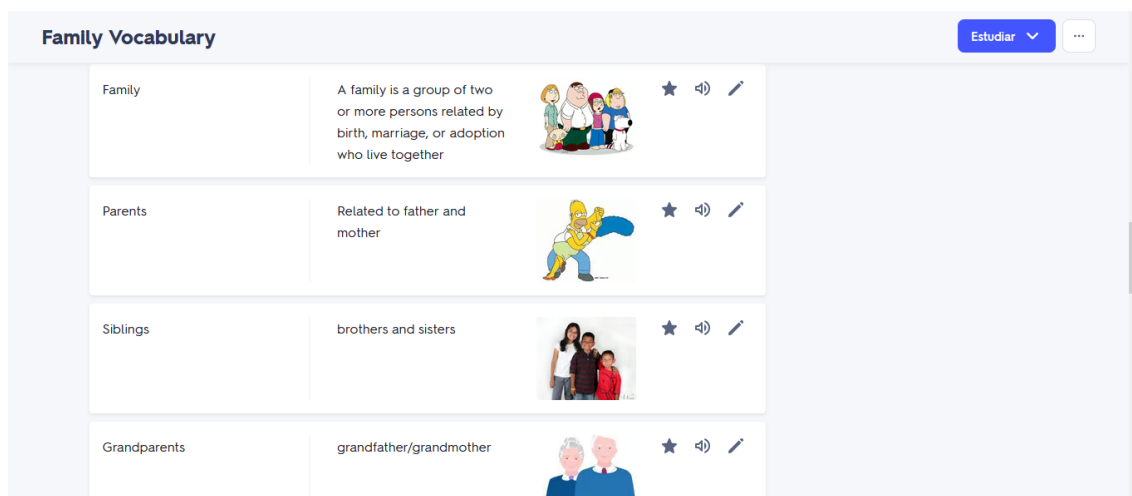 Family Vocabulary
Estudiar
...
Family
A family is a group of two
or more persons related by
birth, marriage, or adoption
who live together
Parents
Related to father and
mother
Siblings
brothers and sisters
Grandparents
grandfather/grandmother